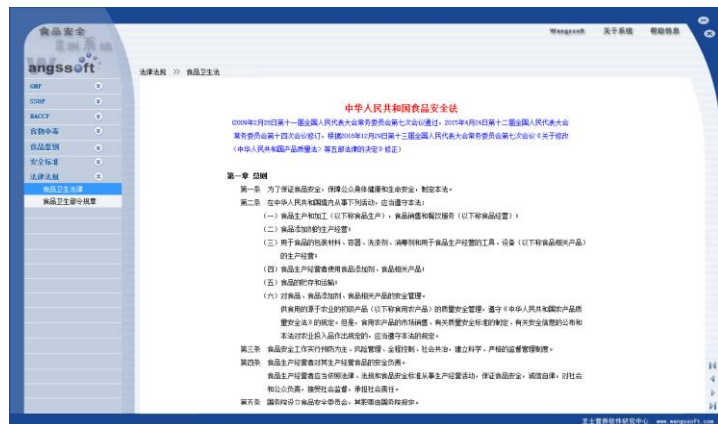 食品安全
监测系统
Wangssoft
Wangssoft 关于系统 帮助信息
法律法规 >> 食品卫生法
GMP
SSOP
HACCP
食物中毒
食品鉴别
安全标准
法律法规
食品卫生法律
食品卫生部令规章
中华人民共和国食品安全法
(2009年2月28日第十一届全国人民代表大会常务委员会第七次会议通过，2015年4月24日第十二届全国人民代表大会
常务委员会第十四次会议修订，根据2018年12月29日第十三届全国人民代表大会常务委员会第七次会议《关于修改
〈中华人民共和国产品质量法〉等五部法律的决定》修正)
第一章 总则
第一条 为了保证食品安全，保障公众身体健康和生命安全，制定本法。
第二条 在中华人民共和国境内从事下列活动，应当遵守本法：
（一）食品生产和加工（以下称食品生产），食品销售和餐饮服务（以下称食品经营）；
（二）食品添加剂的生产经营；
（三）用于食品的包装材料、容器、洗涤剂、消毒剂和用于食品生产经营的工具、设备（以下称食品相关产品）
的生产经营；
（四）食品生产经营者使用食品添加剂、食品相关产品；
（五）食品的贮存和运输；
（六）对食品、食品添加剂、食品相关产品的安全管理。
供食用的源于农业的初级产品（以下称食用农产品）的质量安全管理，遵守《中华人民共和国农产品质
量安全法》的规定。但是，食用农产品的市场销售、有关质量安全标准的制定、有关安全信息的公布和
本法对农业投入品作出规定的，应当遵守本法的规定。
第三条 食品安全工作实行预防为主、风险管理、全程控制、社会共治，建立科学、严格的监督管理制度。
第四条 食品生产经营者对其生产经营食品的安全负责。
食品生产经营者应当依照法律、法规和食品安全标准从事生产经营活动，保证食品安全，诚信自律，对社会
和公众负责，接受社会监督，承担社会责任。
第五条 国务院设立食品安全委员会，其职责由国务院规定。
艺士营养软件研究中心 www.wangssoft.com